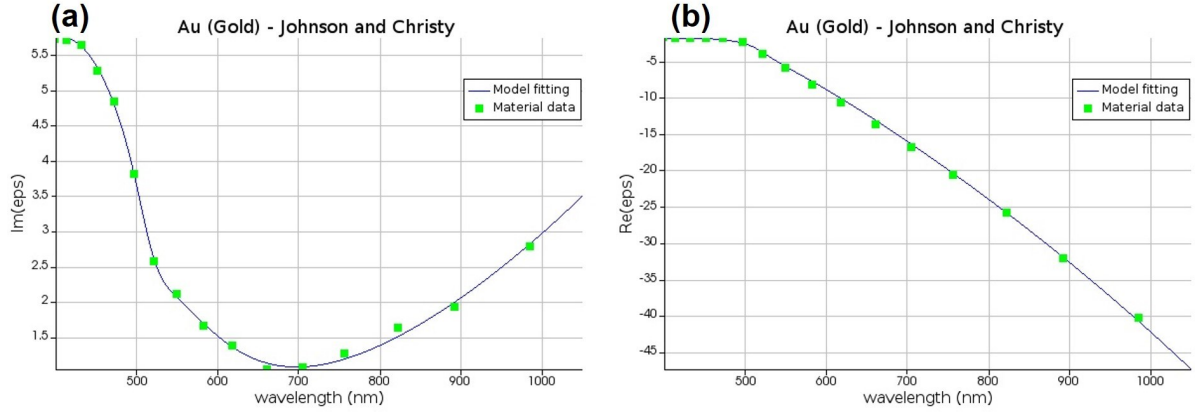 (a)
Au (Gold) - Johnson and Christy
5.5
5
4.5
4
3.5
3
2.5
2
1.5
Im(eps)
Model fitting
Material data
500 600 700 800 900 1000
wavelength (nm)
(b)
Au (Gold) - Johnson and Christy
-5
-10
-15
-20
-25
-30
-35
-40
-45
Re(eps)
Model fitting
Material data
500 600 700 800 900 1000
wavelength (nm)